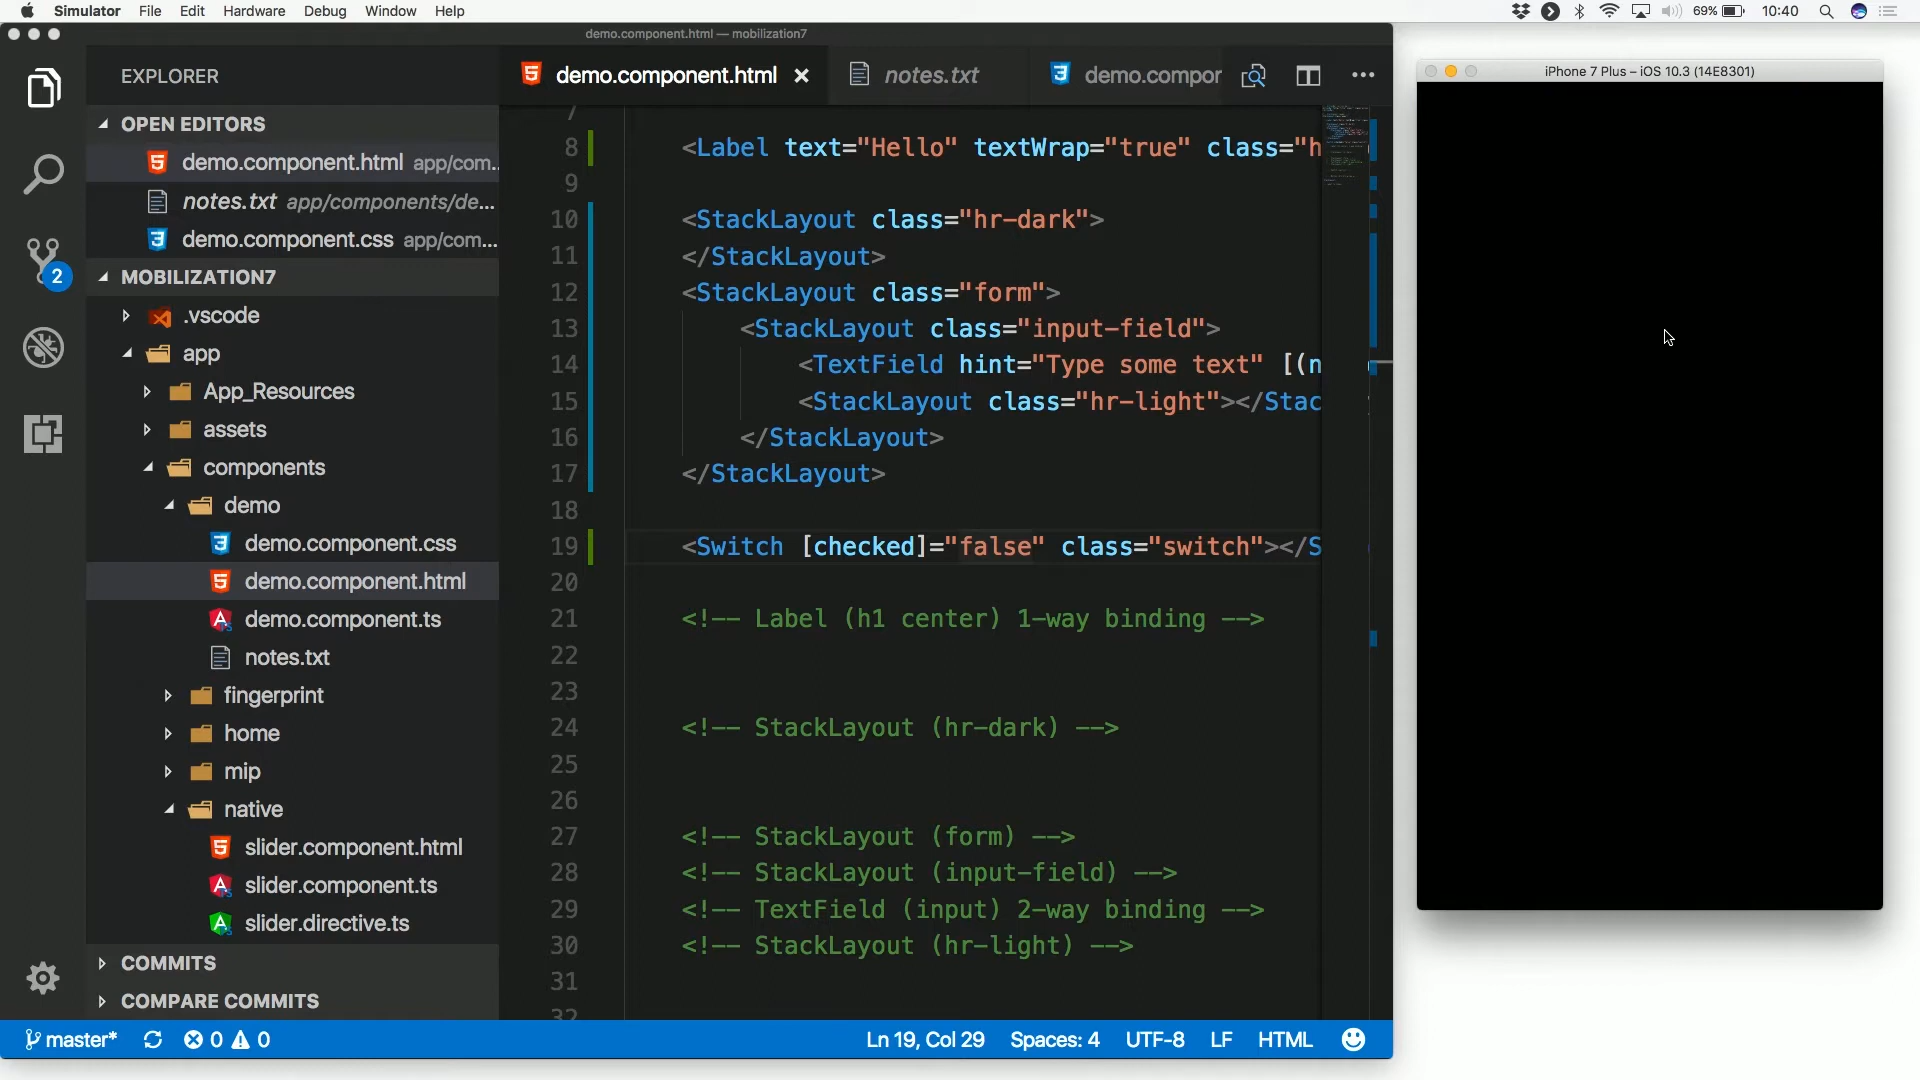 Simulator File Edit Hardware Debug Window Help 69% 10:40
demo.component.html — mobilization7
EXPLORER
demo.component.html notes.txt demo.compor
OPEN EDITORS
demo.component.html app/com...
notes.txt app/components/de...
demo.component.css app/com...
MOBILIZATION7
.vscode
app
App_Resources
assets
components
demo
demo.component.css
demo.component.html
demo.component.ts
notes.txt
fingerprint
home
mip
native
slider.component.html
slider.component.ts
slider.directive.ts
COMMITS
COMPARE COMMITS
2
7
8 <Label text="Hello" textWrap="true" class="h
9
10 <StackLayout class="hr-dark">
11 </StackLayout>
12 <StackLayout class="form">
13 <StackLayout class="input-field">
14 <TextField hint="Type some text" [(n
15 <StackLayout class="hr-light"></Stac
16 </StackLayout>
17 </StackLayout>
18
19 <Switch [checked]="false" class="switch"></S
20
21 <!-- Label (h1 center) 1-way binding -->
22
23
24 <!-- StackLayout (hr-dark) -->
25
26
27 <!-- StackLayout (form) -->
28 <!-- StackLayout (input-field) -->
29 <!-- TextField (input) 2-way binding -->
30 <!-- StackLayout (hr-light) -->
31
32
master* 0 0 Ln 19, Col 29 Spaces: 4 UTF-8 LF HTML
iPhone 7 Plus – iOS 10.3 (14E8301)